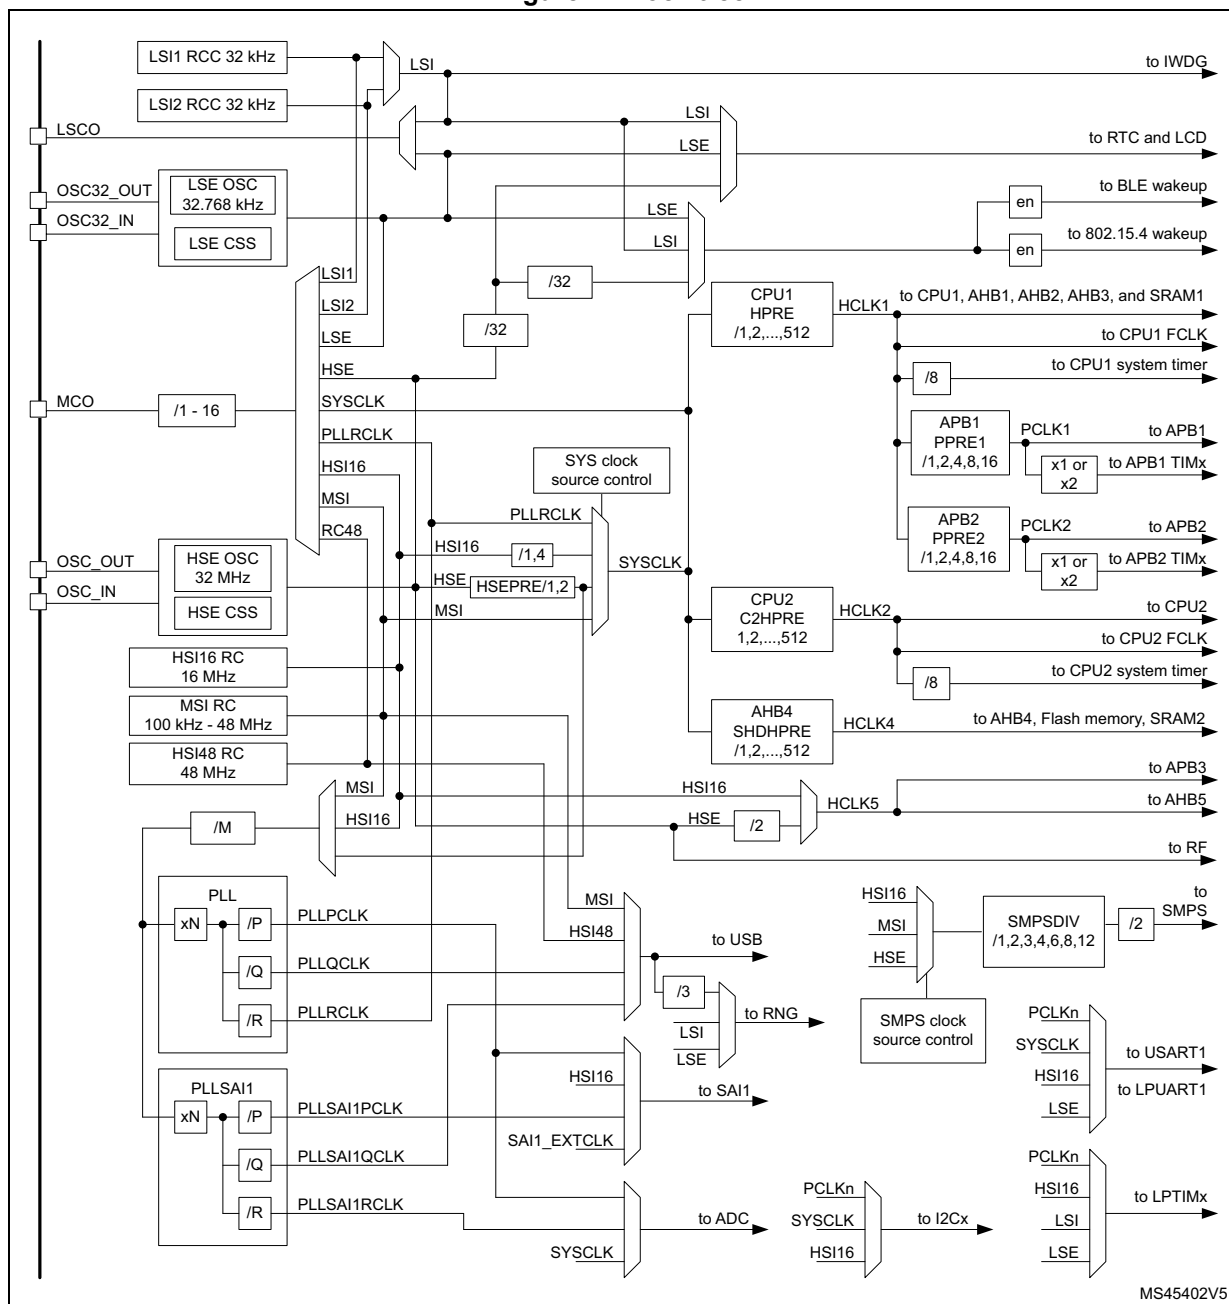 LSI1 RCC 32 kHz
LSI
to IWDG
LSI2 RCC 32 kHz
LSCO
LSI
LSE
to RTC and LCD
OSC32_OUT
LSE OSC
32.768 kHz
OSC32_IN
LSE CSS
LSE
LSI
en
to BLE wakeup
en
to 802.15.4 wakeup
LSI1
LSI2
LSE
HSE
SYSCLK
PLLRCLK
HSI16
MSI
RC48
/32
/32
CPU1
HPRE
/1,2,...,512
HCLK1
to CPU1, AHB1, AHB2, AHB3, and SRAM1
to CPU1 FCLK
/8
to CPU1 system timer
MCO
/1 - 16
APB1
PPRE1
/1,2,4,8,16
PCLK1
to APB1
x1 or
x2
to APB1 TIMx
SYS clock
source control
PLLRCLK
HSI16
/1,4
HSE
HSEPRE/1,2
MSI
SYSCLK
APB2
PPRE2
/1,2,4,8,16
PCLK2
to APB2
x1 or
x2
to APB2 TIMx
OSC_OUT
HSE OSC
32 MHz
OSC_IN
HSE CSS
CPU2
C2HPRE
1,2,...,512
HCLK2
to CPU2
to CPU2 FCLK
/8
to CPU2 system timer
HSI16 RC
16 MHz
MSI RC
100 kHz - 48 MHz
HSI48 RC
48 MHz
AHB4
SHDHPRE
/1,2,...,512
HCLK4
to AHB4, Flash memory, SRAM2
MSI
HSI16
/M
HSI16
HSE
/2
HCLK5
to APB3
to AHB5
to RF
PLL
xN
/P
PLLPCLK
/Q
PLLQCLK
/R
PLLRCLK
MSI
HSI48
to USB
/3
LSI
LSE
to RNG
HSI16
MSI
HSE
SMPSDIV
/1,2,3,4,6,8,12
/2
to
SMPS
SMPS clock
source control
PLLSAI1
xN
/P
PLLSAI1PCLK
/Q
PLLSAI1QCLK
/R
PLLSAI1RCLK
HSI16
SAI1_EXTCLK
to SAI1
PCLKn
SYSCLK
HSI16
LSE
to USART1
to LPUART1
SYSCLK
to ADC
PCLKn
SYSCLK
HSI16
to I2Cx
PCLKn
HSI16
LSI
LSE
to LPTIMx
MS45402V5